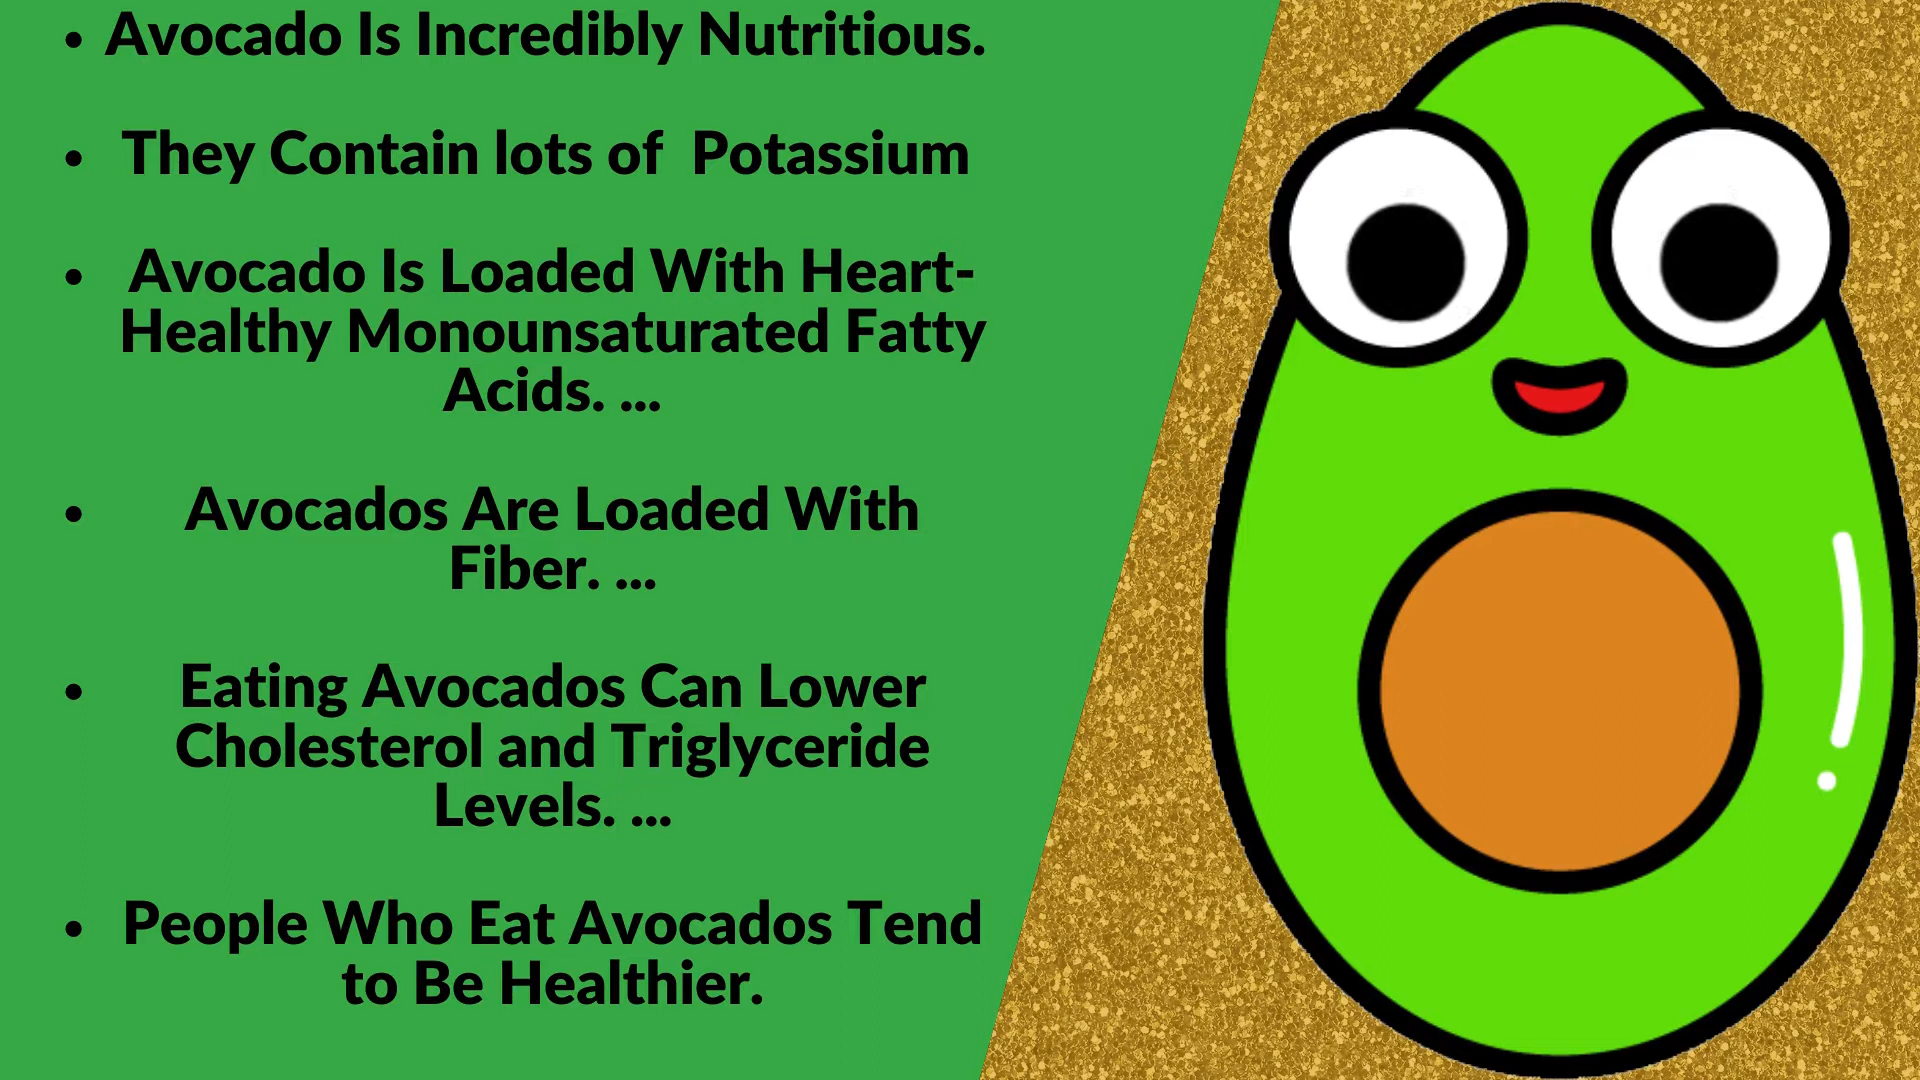 • Avocado Is Incredibly Nutritious.
• They Contain lots of  Potassium
• Avocado Is Loaded With Heart-
Healthy Monounsaturated Fatty
Acids. ...
• Avocados Are Loaded With
Fiber. ...
• Eating Avocados Can Lower
Cholesterol and Triglyceride
Levels. ...
• People Who Eat Avocados Tend
to Be Healthier.